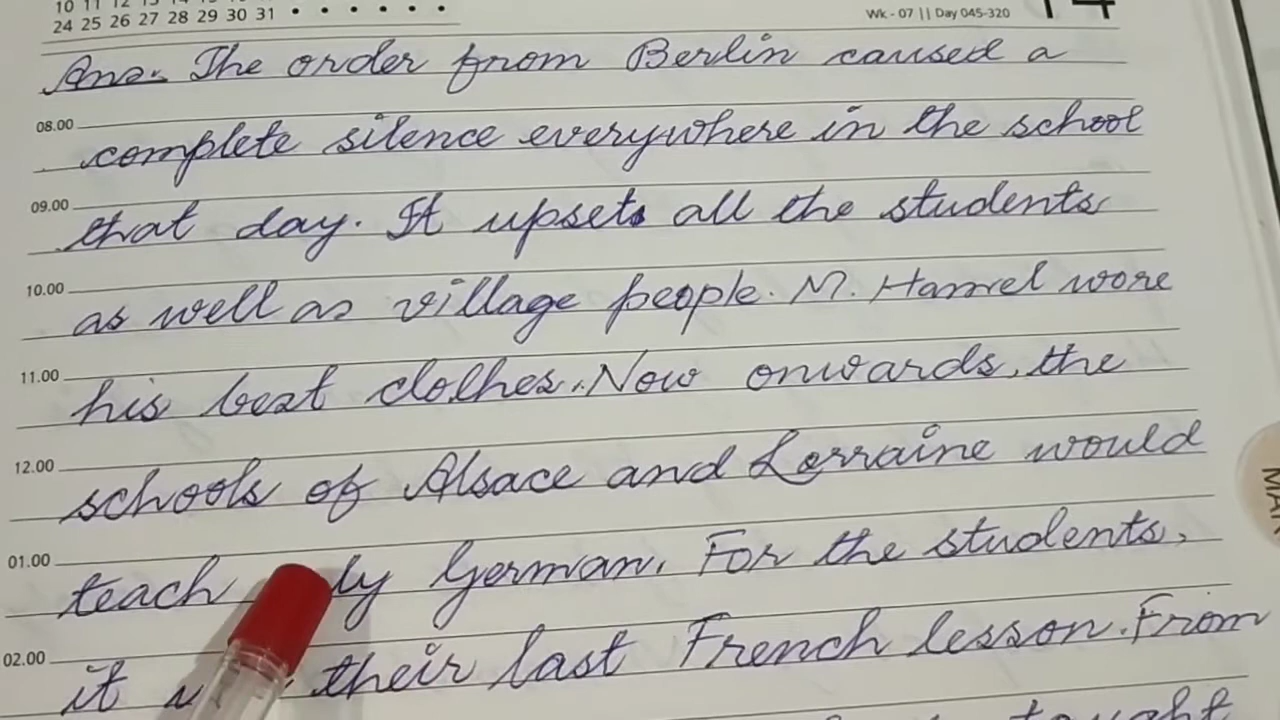 24 25 26 27 28 29 30 31
Wk - 07 || Day 045-320
Ans. The order from Berlin caused a
08.00
complete silence everywhere in the school
09.00
that day. It upsets all the students
10.00
as well as village people. M. Hamel wore
11.00
his best clothes. Now onwards, the
12.00
schools of Alsace and Lorraine would
01.00
teach ly German. For the students,
02.00
it their last French lesson. From
taught